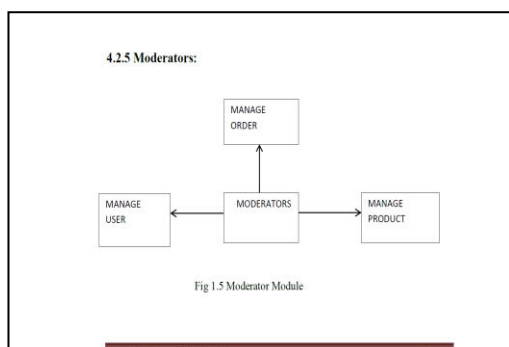 4.2.5 Moderators:
MANAGE
ORDER
MANAGE
USER
MODERATORS
MANAGE
PRODUCT
Fig 1.5 Moderator Module